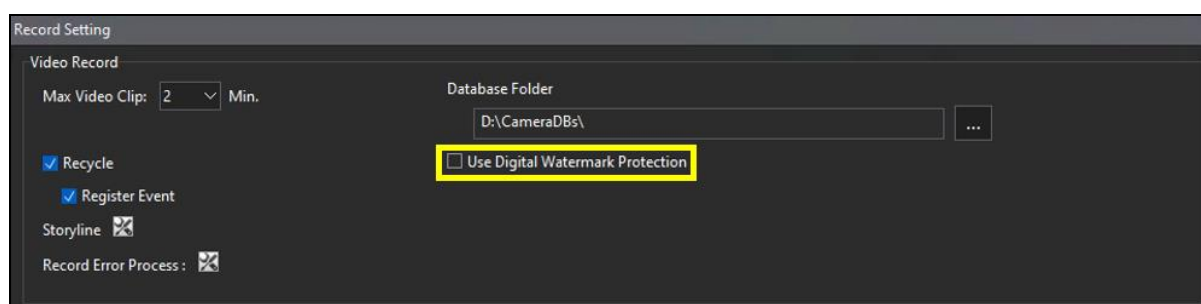 Record Setting
Video Record
Max Video Clip: 2 Min.
Database Folder
D:\CameraDBs\
...
Recycle
Use Digital Watermark Protection
Register Event
Storyline
Record Error Process :